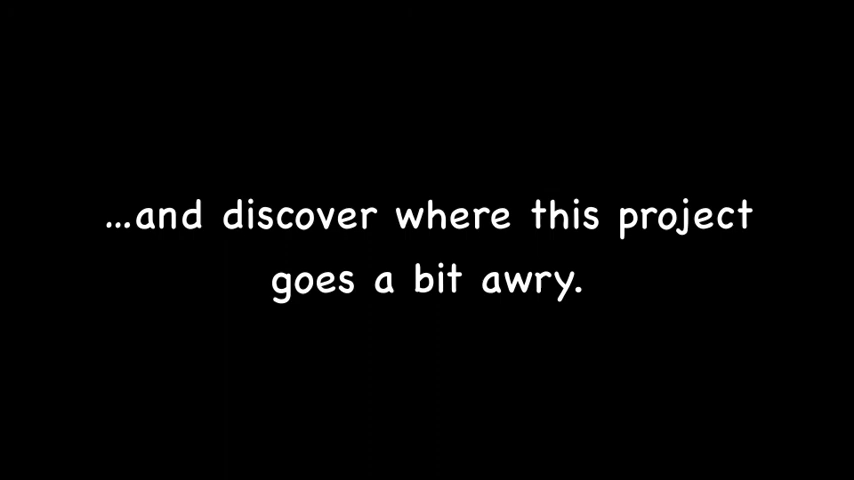 ...and discover where this project
goes a bit awry.